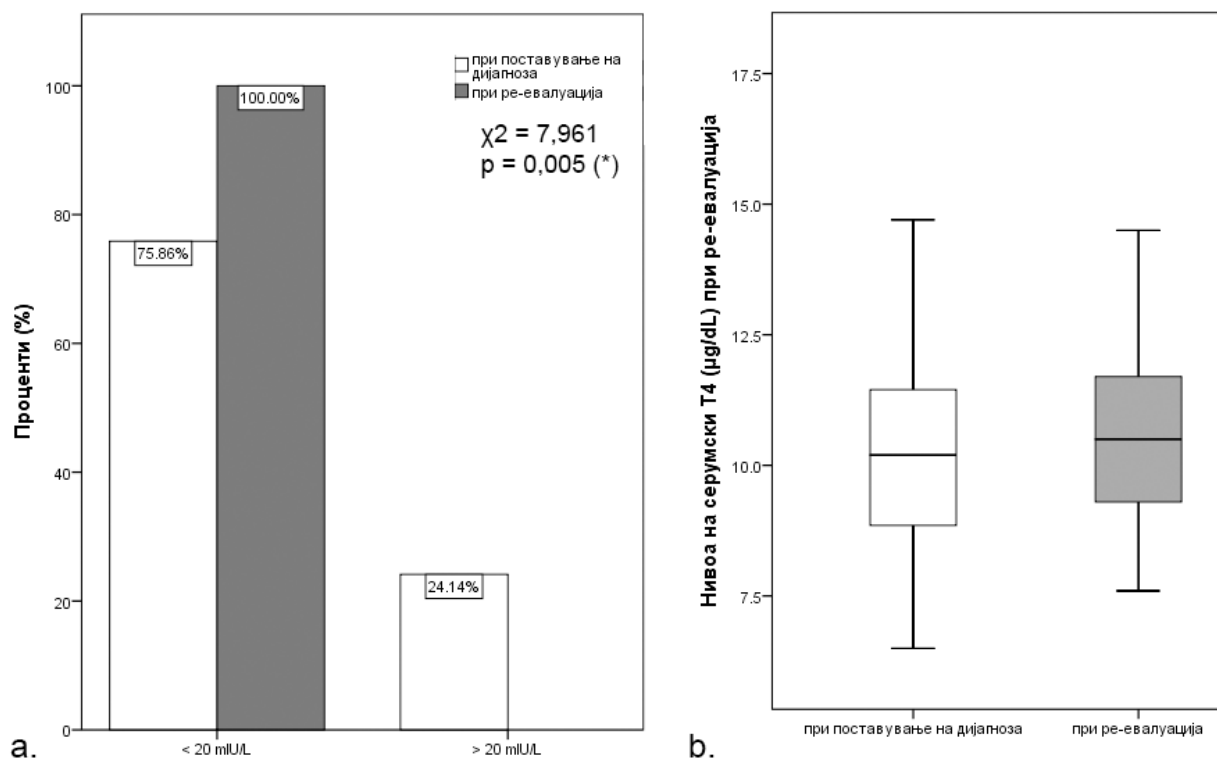 при поставување на
дијагноза
при ре-евалуација
χ2 = 7,961
p = 0,005 (*)
Проценти (%)
100
80
60
40
20
0
75.86%
100.00%
24.14%
< 20 mIU/L
> 20 mIU/L
a.
Нивоа на серумски Т4 (µg/dL) при ре-евалуација
17.5
15.0
12.5
10.0
7.5
при поставување на дијагноза
при ре-евалуација
b.